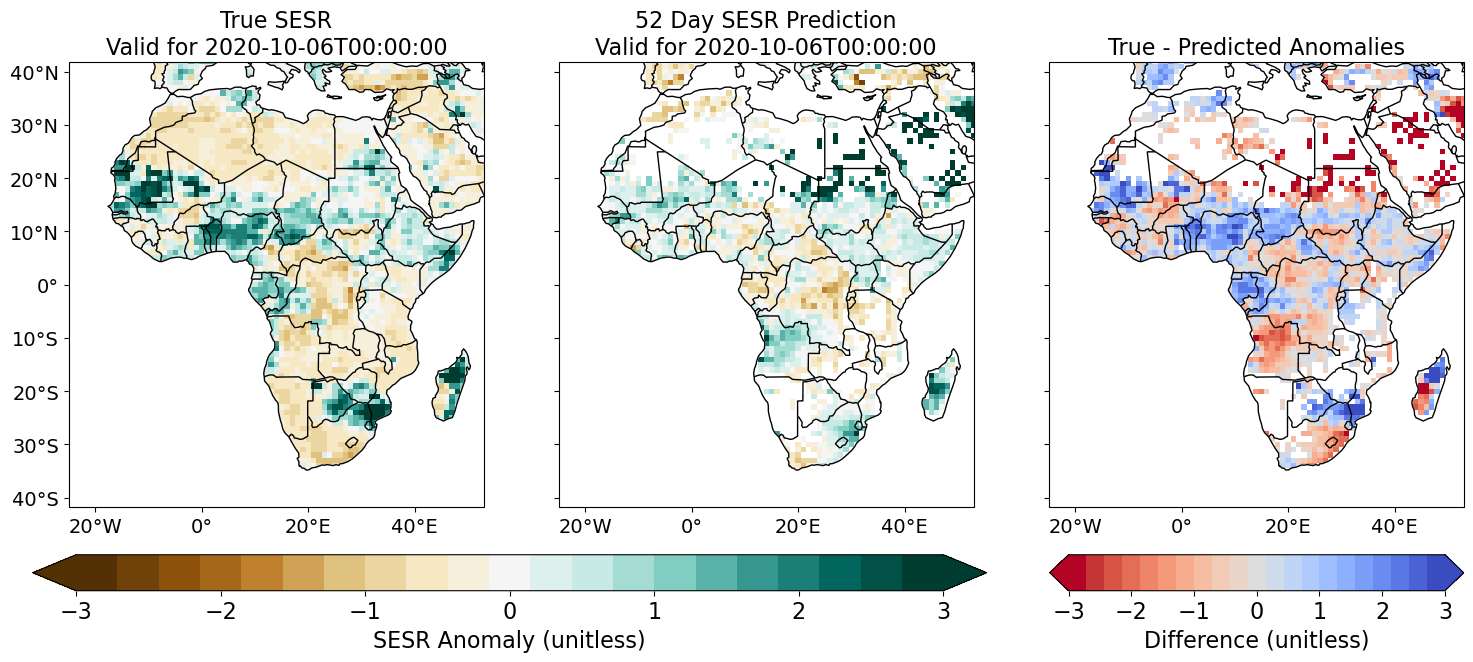 True SESR
Valid for 2020-10-06T00:00:00
52 Day SESR Prediction
Valid for 2020-10-06T00:00:00
True - Predicted Anomalies
40°N
30°N
20°N
10°N
0°
10°S
20°S
30°S
40°S
20°W 0° 20°E 40°E
20°W 0° 20°E 40°E
20°W 0° 20°E 40°E
−3 −2 −1 0 1 2 3
SESR Anomaly (unitless)
−3 −2 −1 0 1 2 3
Difference (unitless)